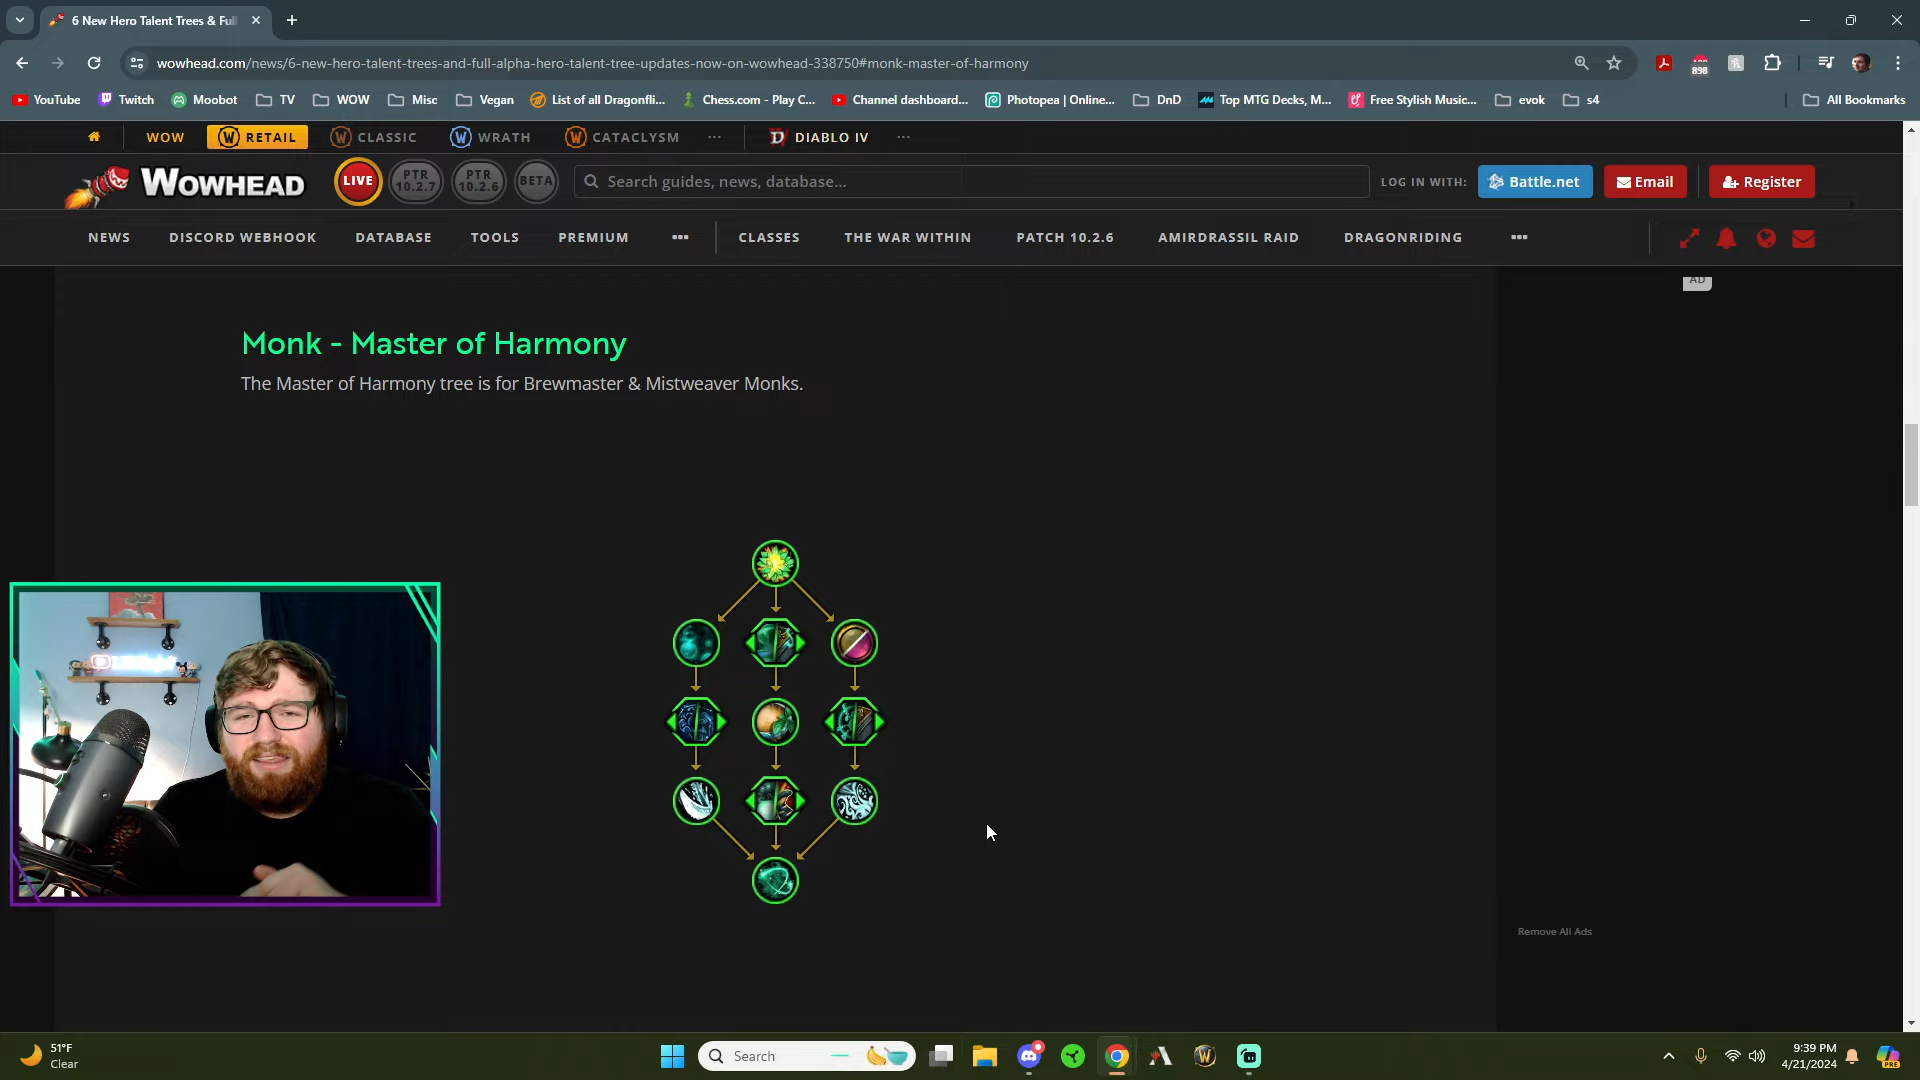 6 New Hero Talent Trees & Full
wowhead.com/news/6-new-hero-talent-trees-and-full-alpha-hero-talent-tree-updates-now-on-wowhead-338750#monk-master-of-harmony
898
YouTube Twitch Moobot TV WOW Misc Vegan List of all Dragonfli... Chess.com - Play C... Channel dashboard... Photopea | Online... DnD Top MTG Decks, M... Free Stylish Music... evok s4 All Bookmarks
WOW RETAIL CLASSIC WRATH CATACLYSM ... DIABLO IV ...
WOWHEAD LIVE PTR 10.2.7 PTR 10.2.6 BETA Search guides, news, database... LOG IN WITH: Battle.net Email Register
NEWS DISCORD WEBHOOK DATABASE TOOLS PREMIUM ... CLASSES THE WAR WITHIN PATCH 10.2.6 AMIRDRASSIL RAID DRAGONRIDING ...
AD
Monk - Master of Harmony
The Master of Harmony tree is for Brewmaster & Mistweaver Monks.
Remove All Ads
51°F
Clear
Search
9:39 PM
4/21/2024
PRE